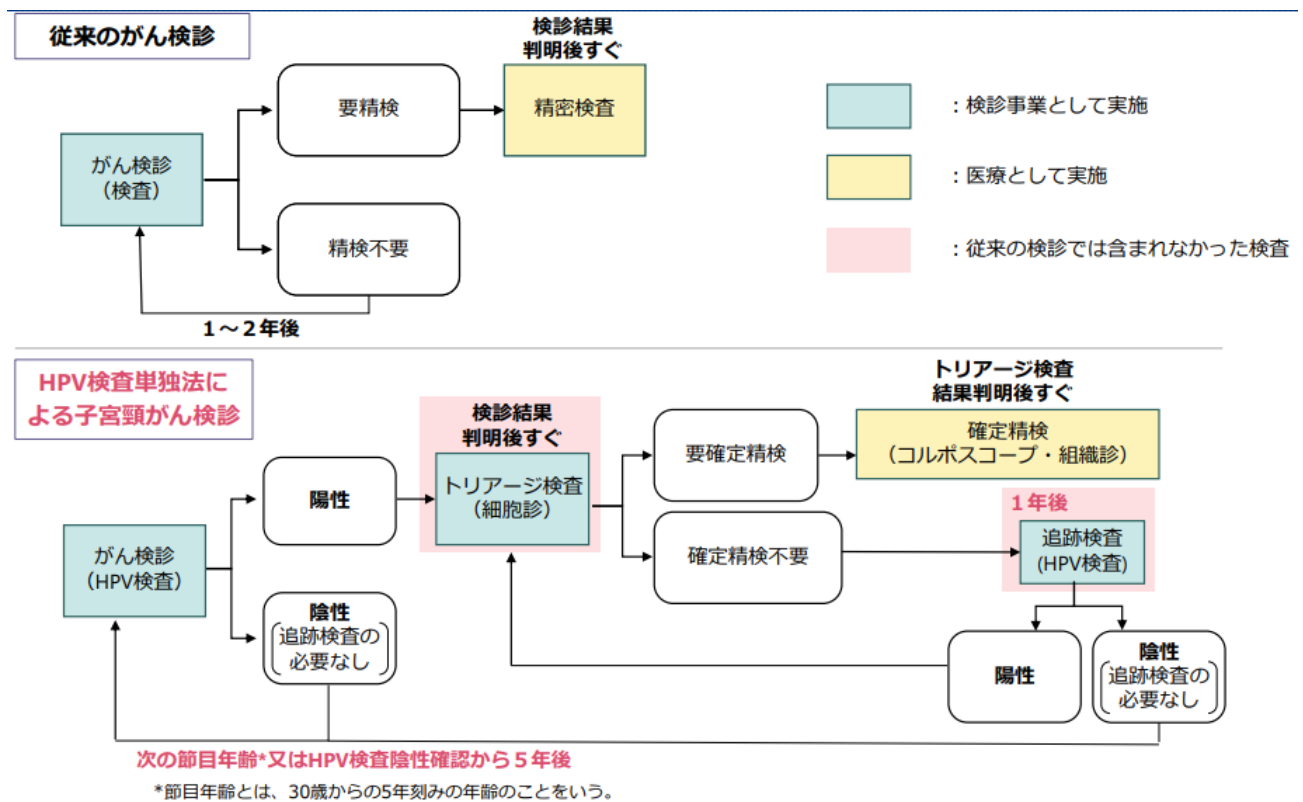 従来のがん検診
検診結果
判明後すぐ
要精検
精密検査
がん検診
（検査）
精検不要
１～２年後
：検診事業として実施
：医療として実施
：従来の検診では含まれなかった検査
HPV検査単独法に
よる子宮頸がん検診
検診結果
判明後すぐ
トリアージ検査
結果判明後すぐ
陽性
トリアージ検査
（細胞診）
要確定精検
確定精検
（コルポスコープ・組織診）
がん検診
（HPV検査）
確定精検不要
１年後
追跡検査
(HPV検査)
陰性
追跡検査の
必要なし
陽性
陰性
追跡検査の
必要なし
次の節目年齢*又はHPV検査陰性確認から５年後
*節目年齢とは、30歳からの5年刻みの年齢のことをいう。